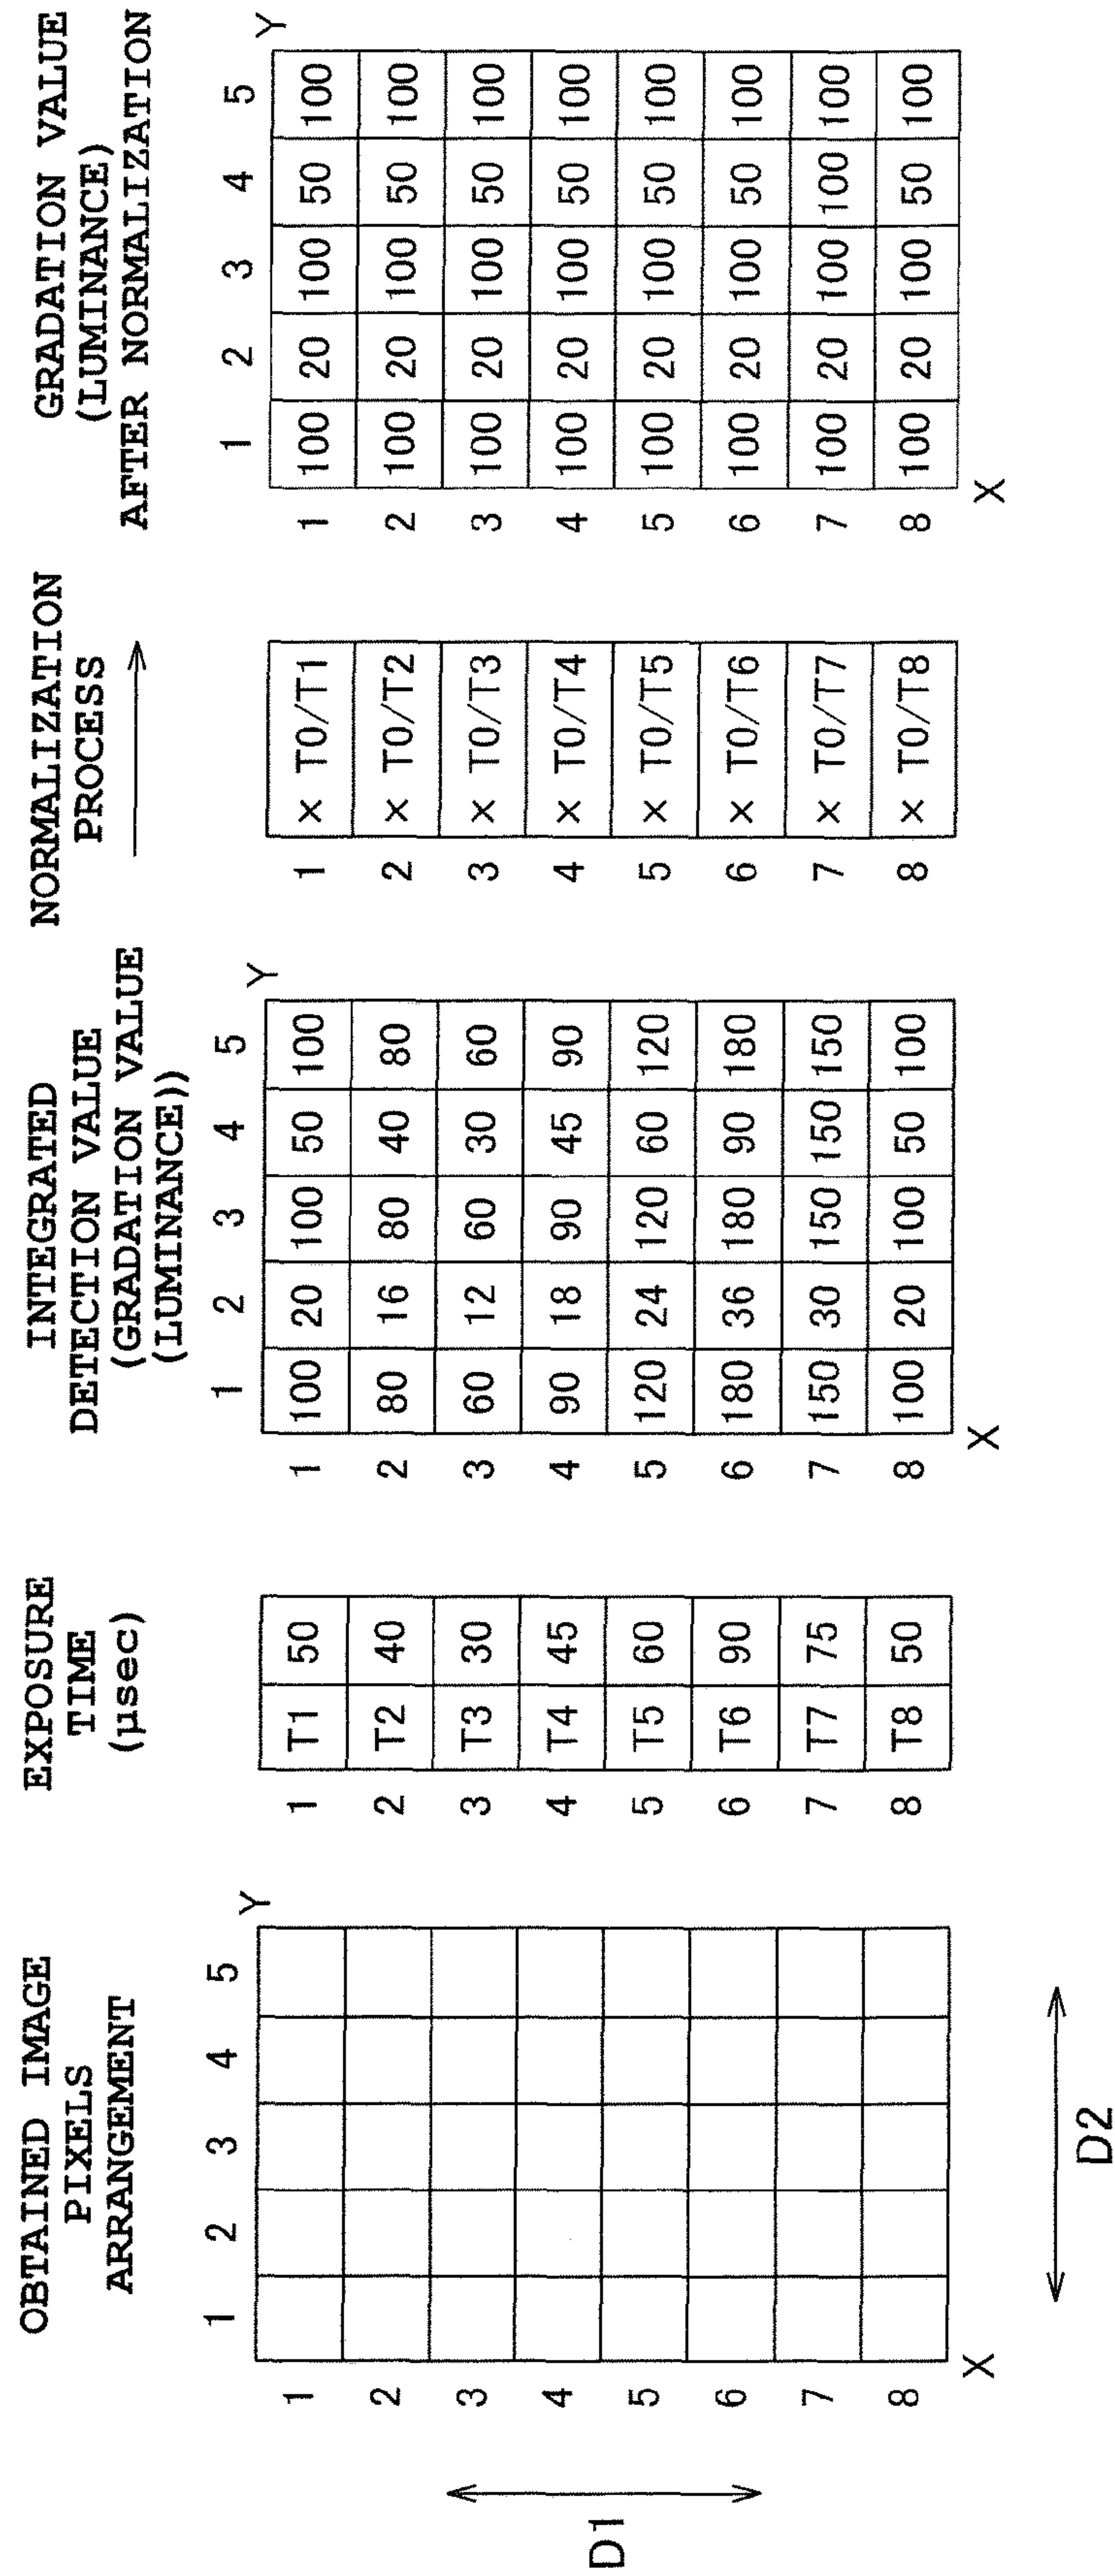 OBTAINED IMAGE
PIXELS
ARRANGEMENT
1 2 3 4 5 Y
1
2
3
4
5
6
7
8
X
D1
D2
EXPOSURE
TIME
(μsec)
1 T1 50
2 T2 40
3 T3 30
4 T4 45
5 T5 60
6 T6 90
7 T7 75
8 T8 50
INTEGRATED
DETECTION VALUE
(GRADATION VALUE
(LUMINANCE))
1 2 3 4 5 Y
1 100 20 100 50 100
2 80 16 80 40 80
3 60 12 60 30 60
4 90 18 90 45 90
5 120 24 120 60 120
6 180 36 180 90 180
7 150 30 150 150 150
8 100 20 100 50 100
X
NORMALIZATION
PROCESS
1 × T0/T1
2 × T0/T2
3 × T0/T3
4 × T0/T4
5 × T0/T5
6 × T0/T6
7 × T0/T7
8 × T0/T8
GRADATION VALUE
(LUMINANCE)
AFTER NORMALIZATION
1 2 3 4 5 Y
1 100 20 100 50 100
2 100 20 100 50 100
3 100 20 100 50 100
4 100 20 100 50 100
5 100 20 100 50 100
6 100 20 100 50 100
7 100 20 100 100 100
8 100 20 100 50 100
X